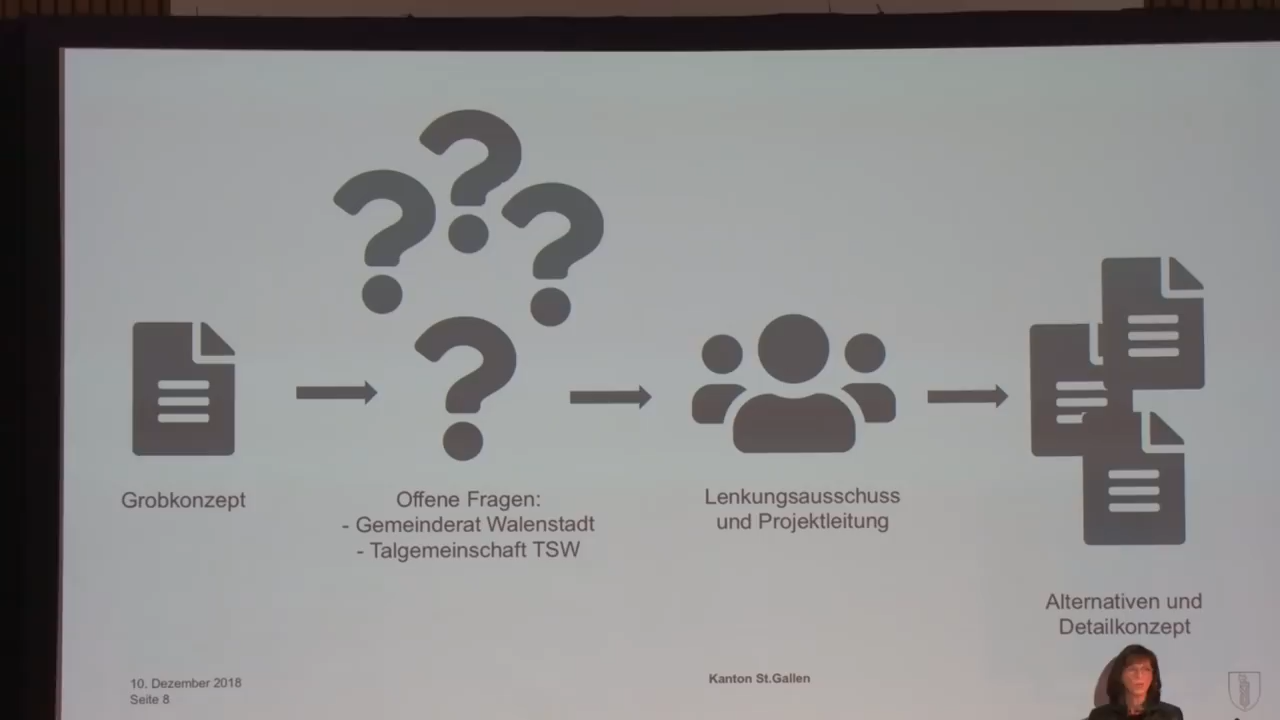 Grobkonzept
Offene Fragen:
- Gemeinderat Walenstadt
- Talgemeinschaft TSW
Lenkungsausschuss
und Projektleitung
Alternativen und
Detailkonzept
10. Dezember 2018
Seite 8
Kanton St.Gallen